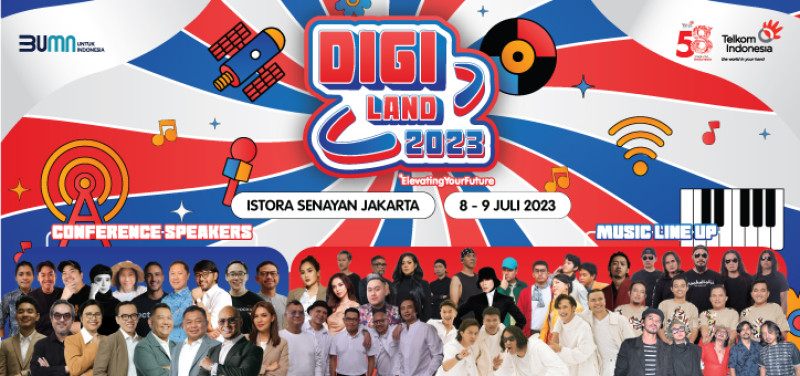 BUMN
UNTUK
INDONESIA
DIGI
LAND
2023
#ElevatingYourFuture
58
Telkom
Indonesia
the world in your hand
ISTORA SENAYAN JAKARTA
8 - 9 JULI 2023
CONFERENCE SPEAKERS
MUSIC LINE UP